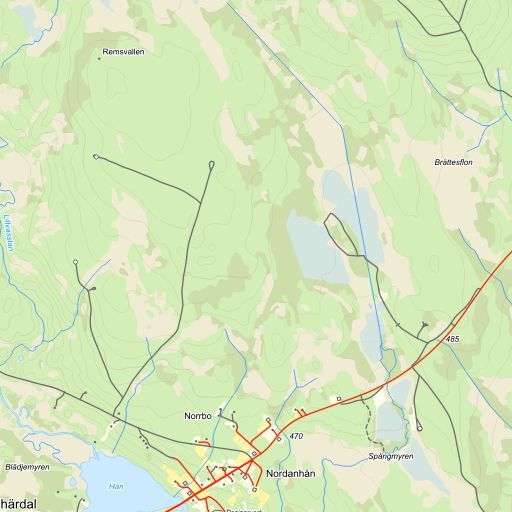 Remsvallen
Brättesflon
Lillvasslan
485
Norrbo
470
Spångmyren
Blädjemyren
Nordanhån
Hån
härdal